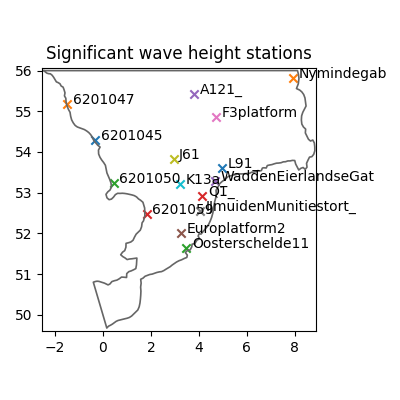 Significant wave height stations
56
Nymindegab
A121_
6201047
55
F3platform
6201045
54
J61
L91_
6201050
K13a
WaddenEierlandseGat
53
Q1_
6201059
IJmuidenMunitiestort_
52
Europlatform2
Oosterschelde11
51
50
−2 0 2 4 6 8